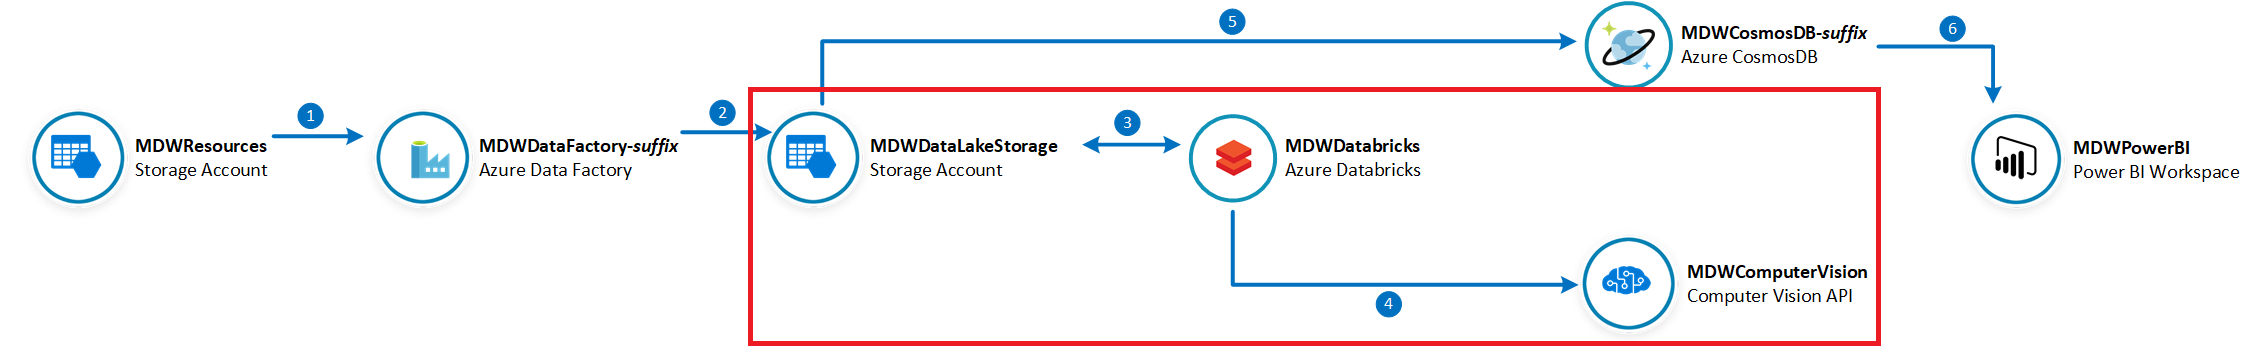 5
MDWCosmosDB-suffix
Azure CosmosDB
6
1
MDWResources
Storage Account
2
MDWDataFactory-suffix
Azure Data Factory
MDWDataLakeStorage
Storage Account
3
MDWDatabricks
Azure Databricks
MDWPowerBI
Power BI Workspace
4
MDWComputerVision
Computer Vision API